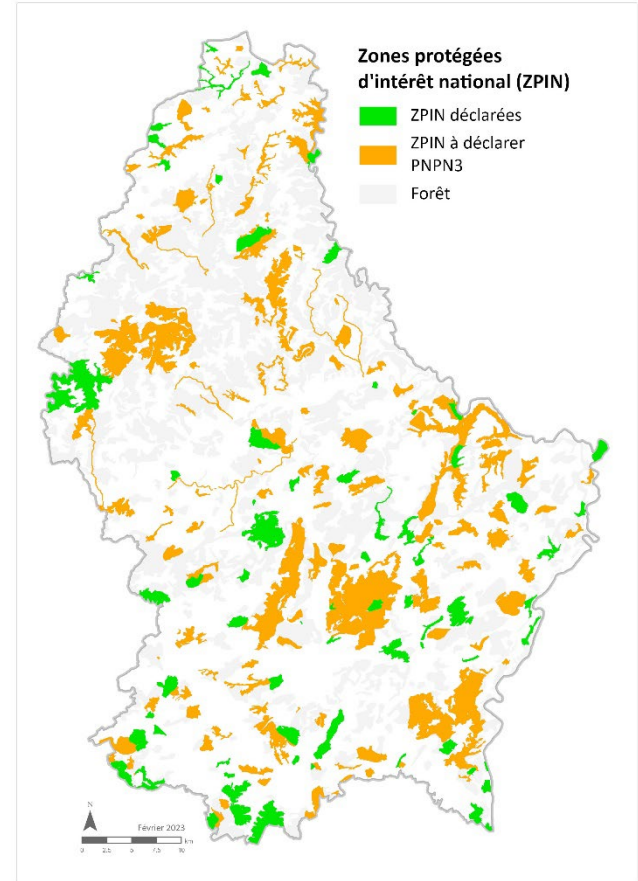 Zones protégées
d'intérêt national (ZPIN)
ZPIN déclarées
ZPIN à déclarer
PNPN3
Forêt
N
Février 2023
0 2,5 5 7,5 10 km